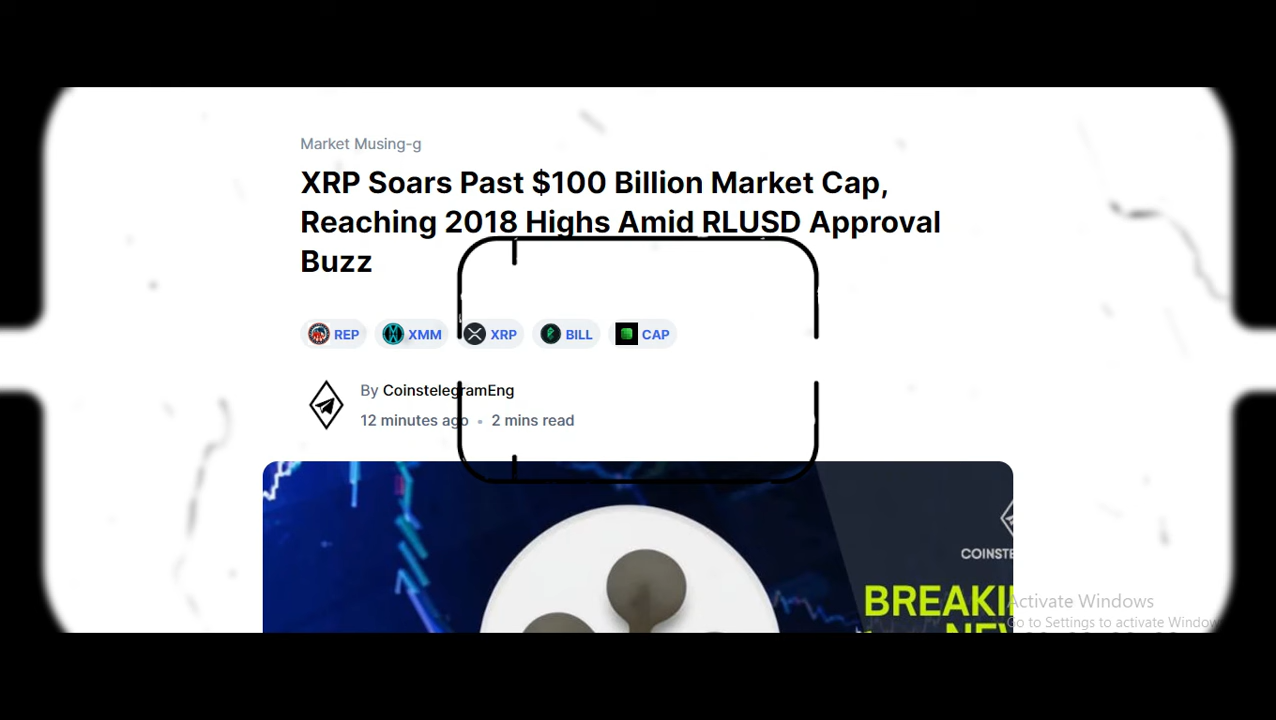 Market Musing-g
XRP Soars Past $100 Billion Market Cap,
Reaching 2018 Highs Amid RLUSD Approval
Buzz
REP XMM XRP BILL CAP
By CoinstelegramEng
12 minutes ago • 2 mins read
COINSTE
BREAKI
NEV
Activate Windows
Go to Settings to activate Window